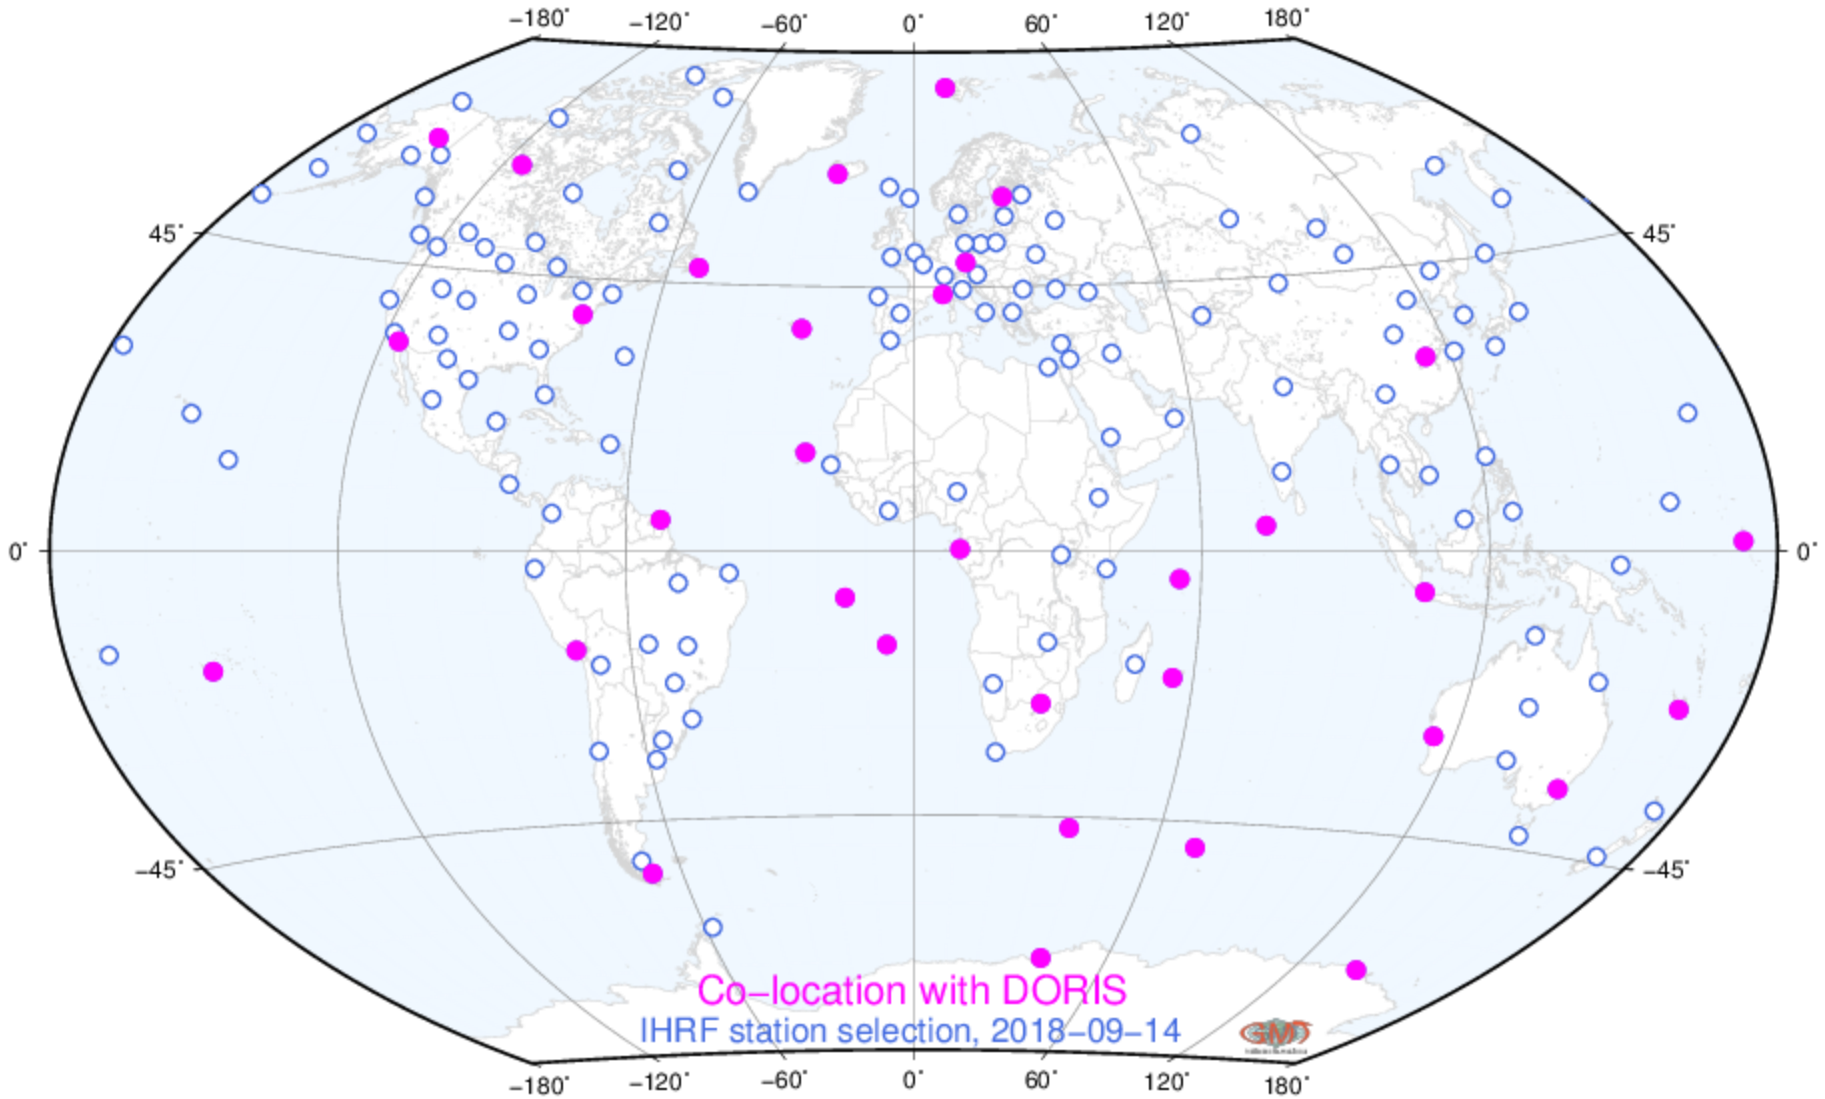 −180˚ −120˚ −60˚ 0˚ 60˚ 120˚ 180˚
45˚ 45˚
0˚ 0˚
−45˚ −45˚
Co−location with DORIS
IHRF station selection, 2018−09−14
GMT
−180˚ −120˚ −60˚ 0˚ 60˚ 120˚ 180˚